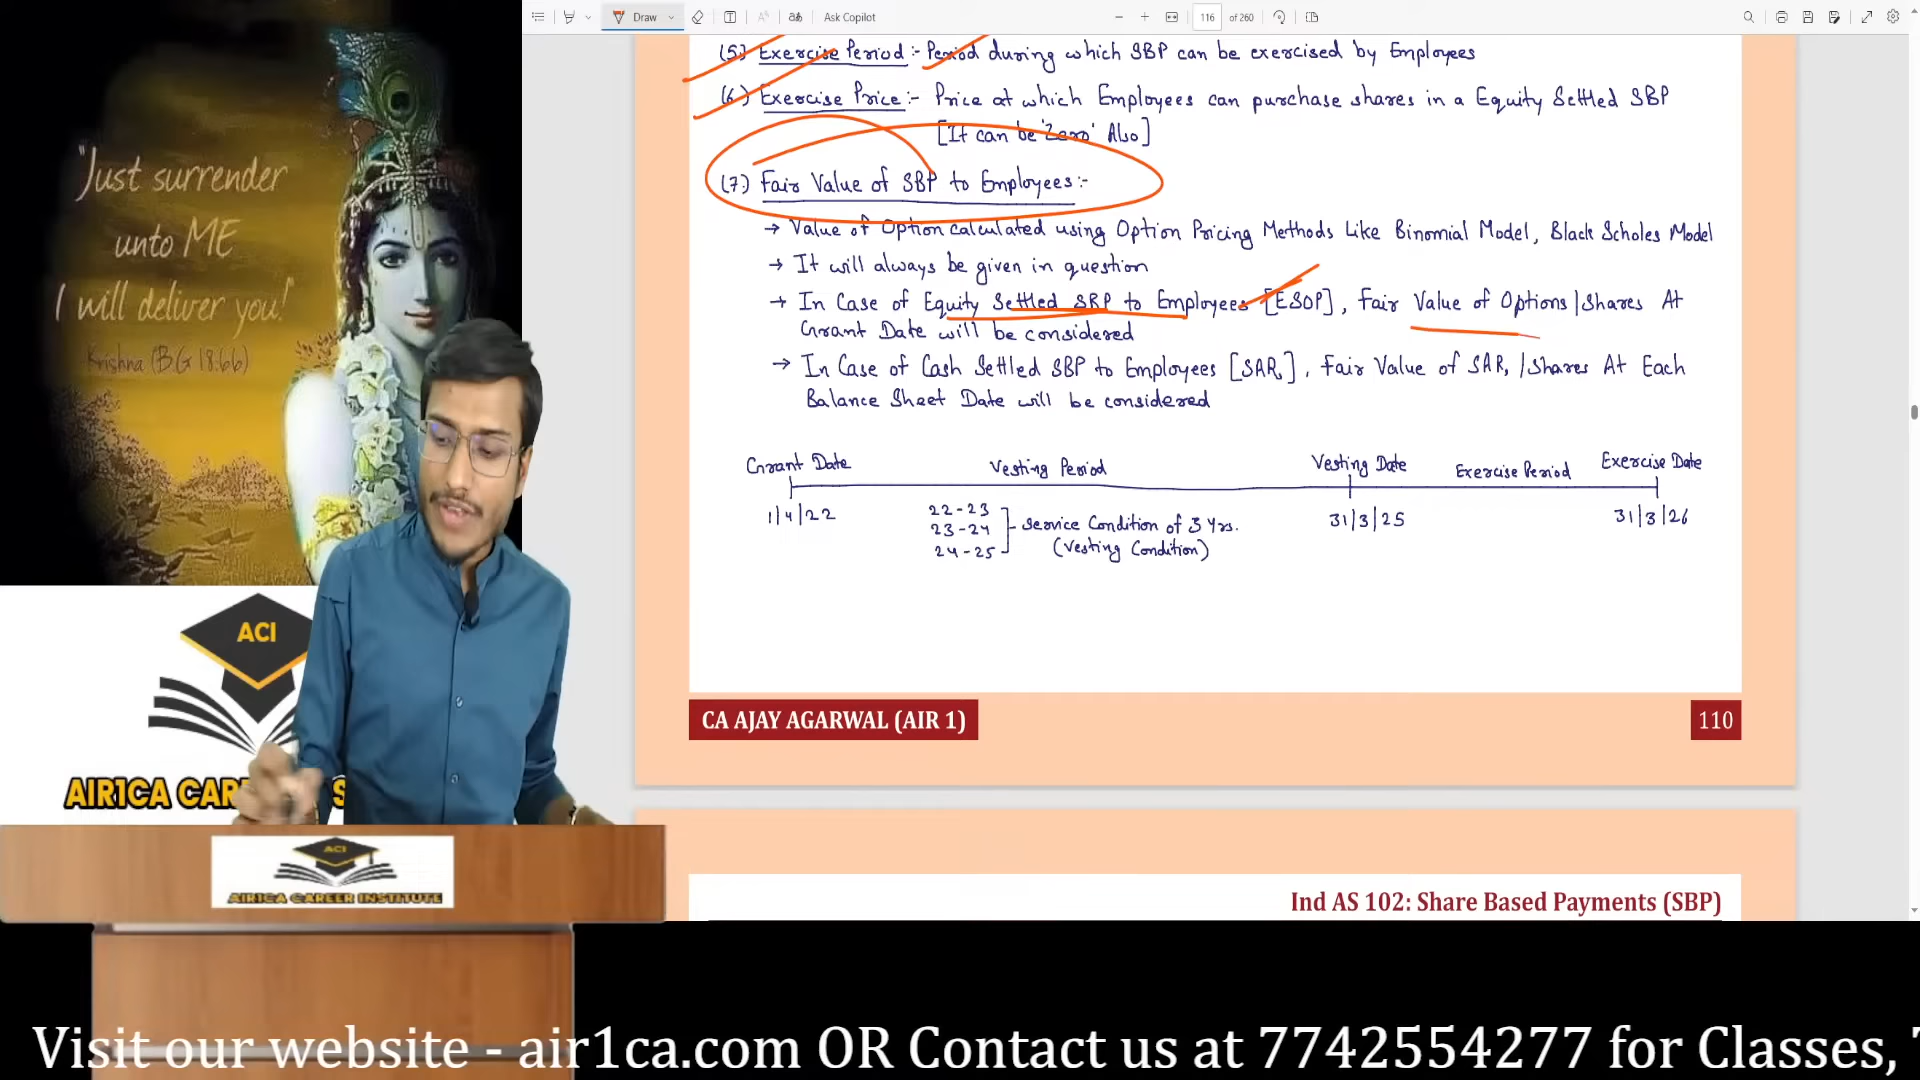 "Just surrender
unto ME
I will deliver you!"
Krishna (B.G 18:66)
ACI
AIR1CA CAR
S
ACI
AIR1CA CAREER INSTITUTE
Draw
Ask Copilot
116 of 260
(5) Exercise Period :- Period during which SBP can be exercised by Employees
(6) Exercise Price :- Price at which Employees can purchase shares in a Equity Settled SBP
[It can be 'Zero' Also]
(7) Fair Value of SBP to Employees :-
→ Value of Option calculated using Option Pricing Methods Like Binomial Model, Black Scholes Model
→ It will always be given in question
→ In Case of Equity Settled SBP to Employees [ESOP], Fair Value of Options|Shares At
Grant Date will be considered
→ In Case of Cash Settled SBP to Employees [SAR], Fair Value of SAR, |Shares At Each
Balance Sheet Date will be considered
Grant Date Vesting Period Vesting Date Exercise Period Exercise Date
1|4|22 22-23 31|3|25 31|3|26
23-24 Service Condition of 3 Yrs.
24-25 (Vesting Condition)
CA AJAY AGARWAL (AIR 1) 110
Ind AS 102: Share Based Payments (SBP)
Visit our website - air1ca.com OR Contact us at 7742554277 for Classes,